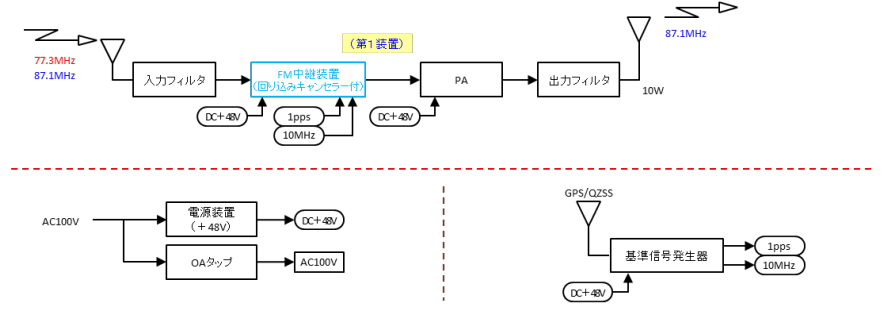 87.1MHz
(第1装置)
77.3MHz
87.1MHz
入力フィルタ
FM中継装置
(回り込みキャンセラー付)
PA
出力フィルタ
10W
DC+48V
1pps
10MHz
DC+48V
AC100V
電源装置
(+48V)
DC+48V
OAタップ
AC100V
GPS/QZSS
基準信号発生器
1pps
10MHz
DC+48V